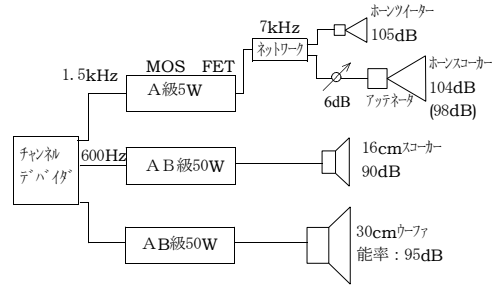 7kHz
ホーンツイーター
105dB
ネットワーク
1.5kHz
MOS FET
A級5W
6dB
アッテネータ
ホーンスコーカー
104dB
(98dB)
チャンネル
デバイダ
600Hz
AB級50W
16cmスコーカー
90dB
AB級50W
30cmウーファ
能率：95dB